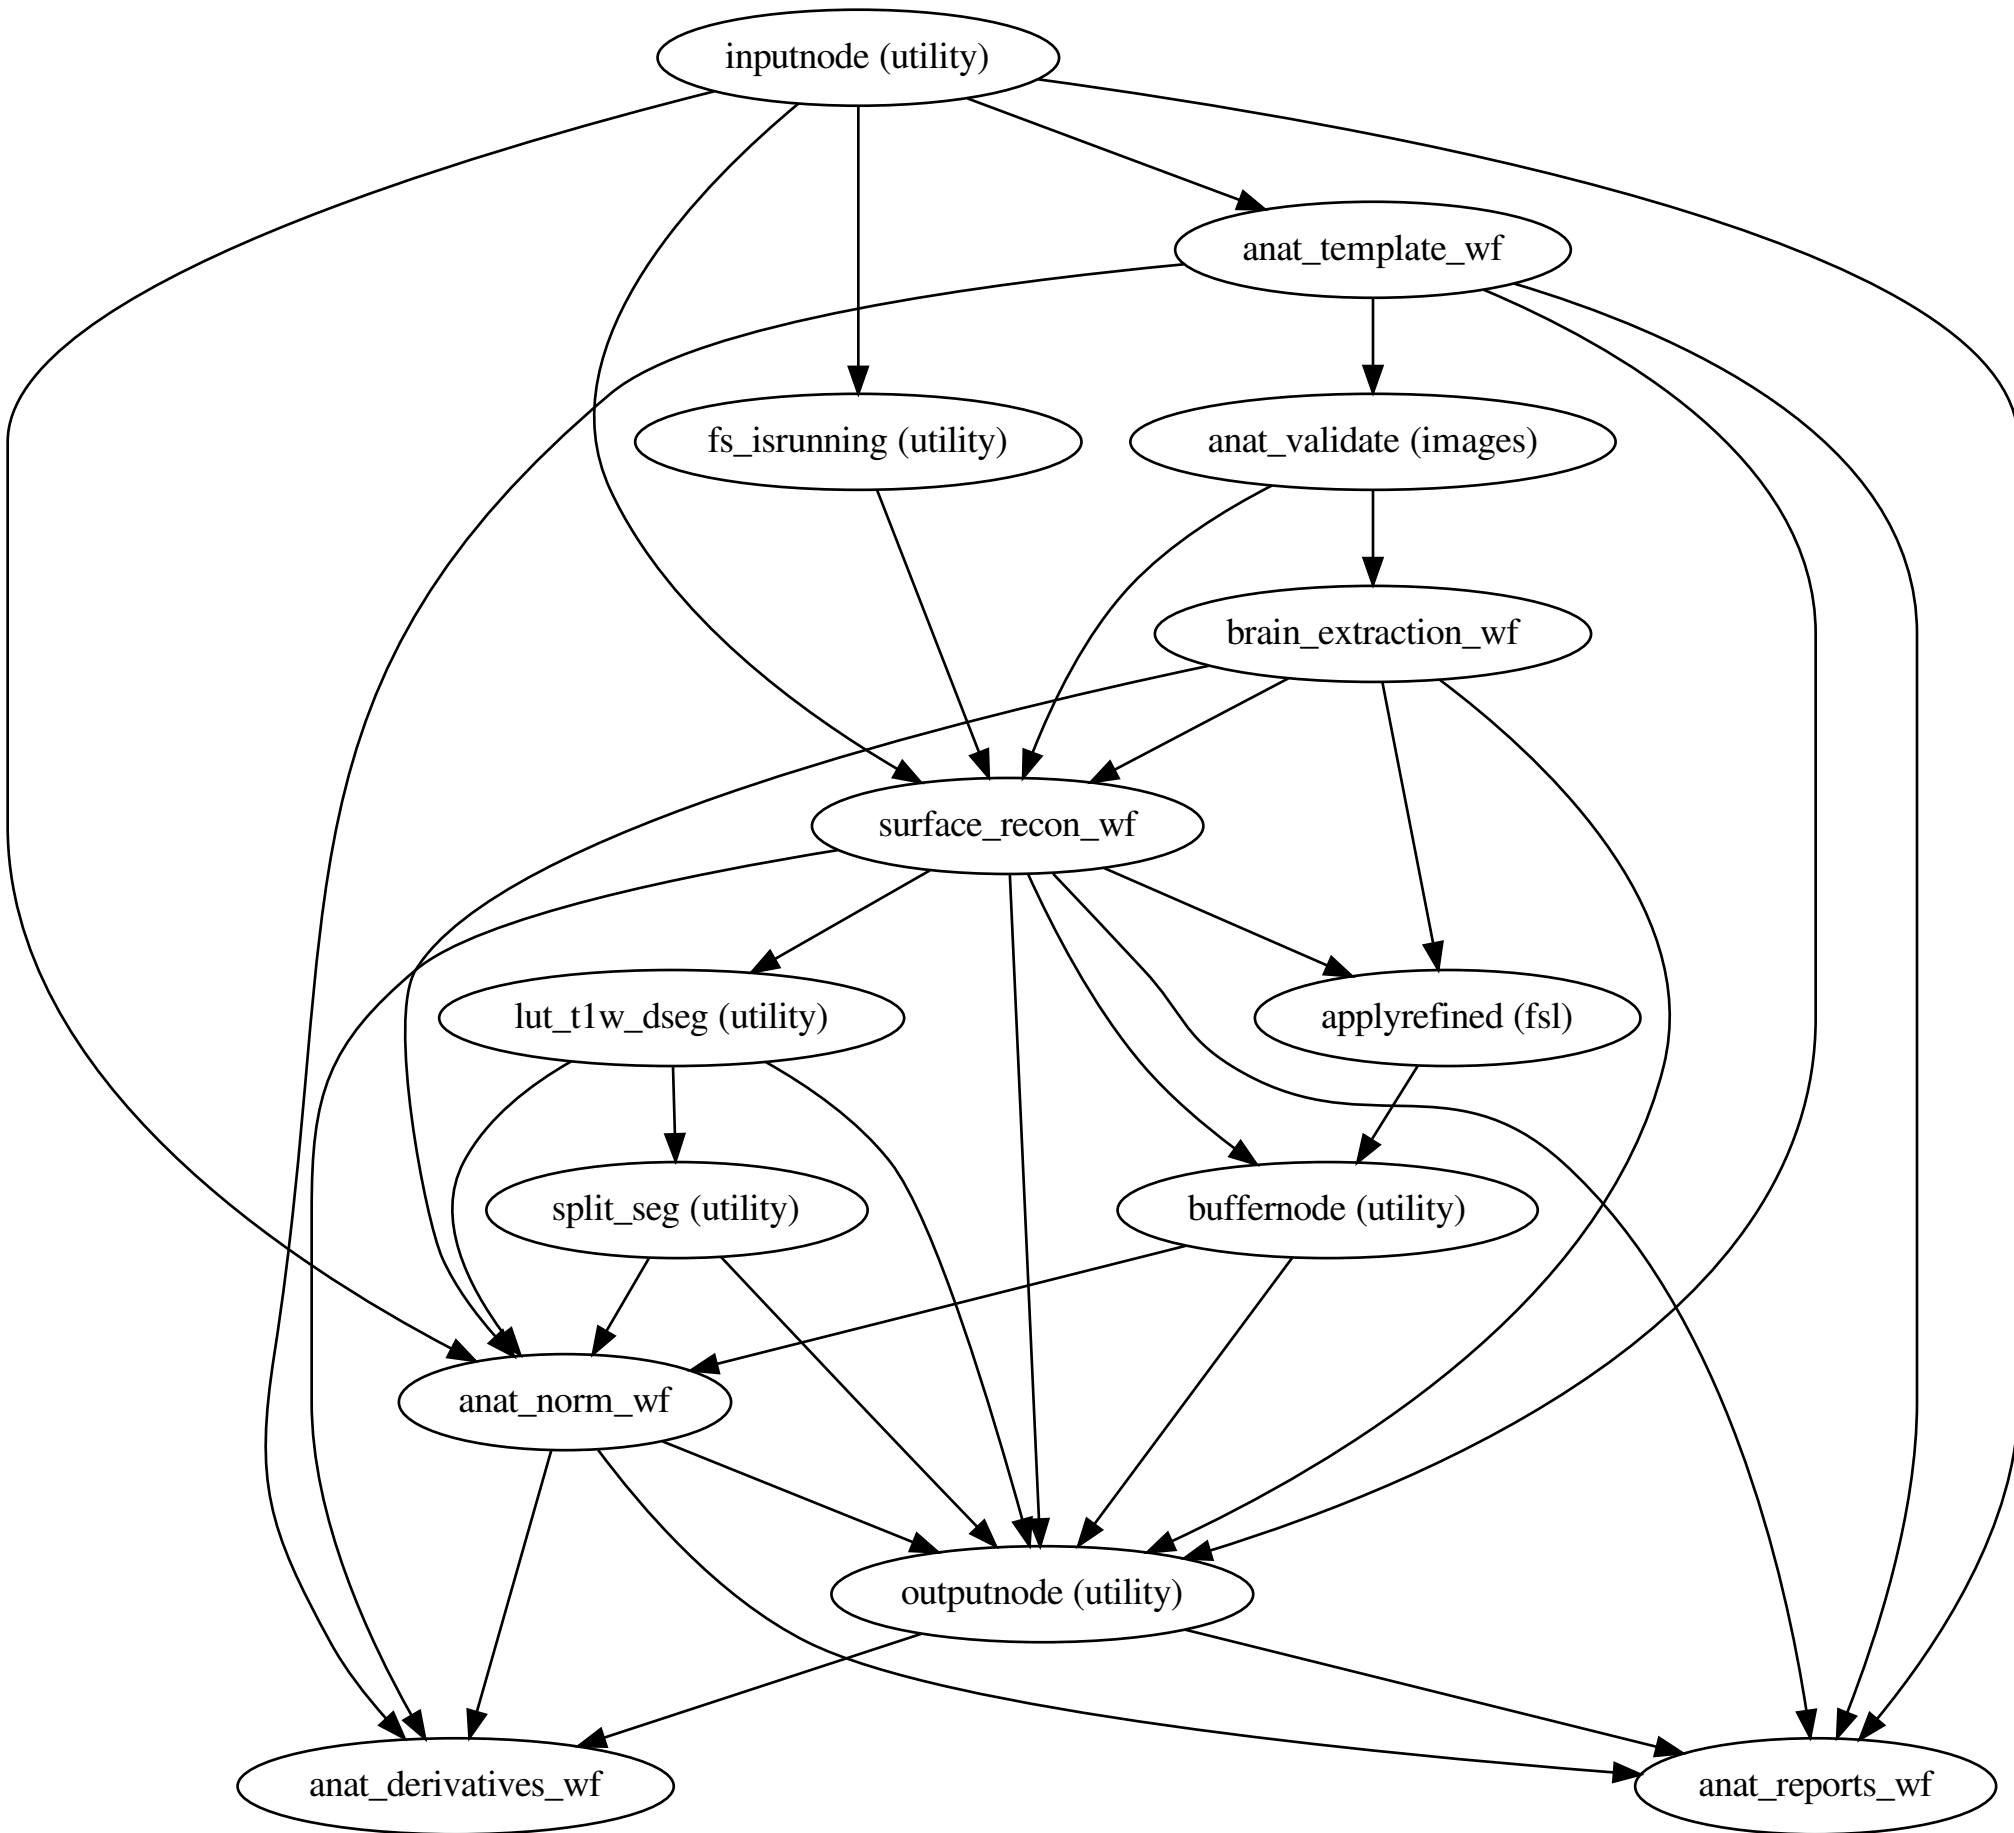 inputnode (utility)
anat_template_wf
fs_isrunning (utility)
anat_validate (images)
brain_extraction_wf
surface_recon_wf
lut_t1w_dseg (utility)
applyrefined (fsl)
split_seg (utility)
buffernode (utility)
anat_norm_wf
outputnode (utility)
anat_derivatives_wf
anat_reports_wf